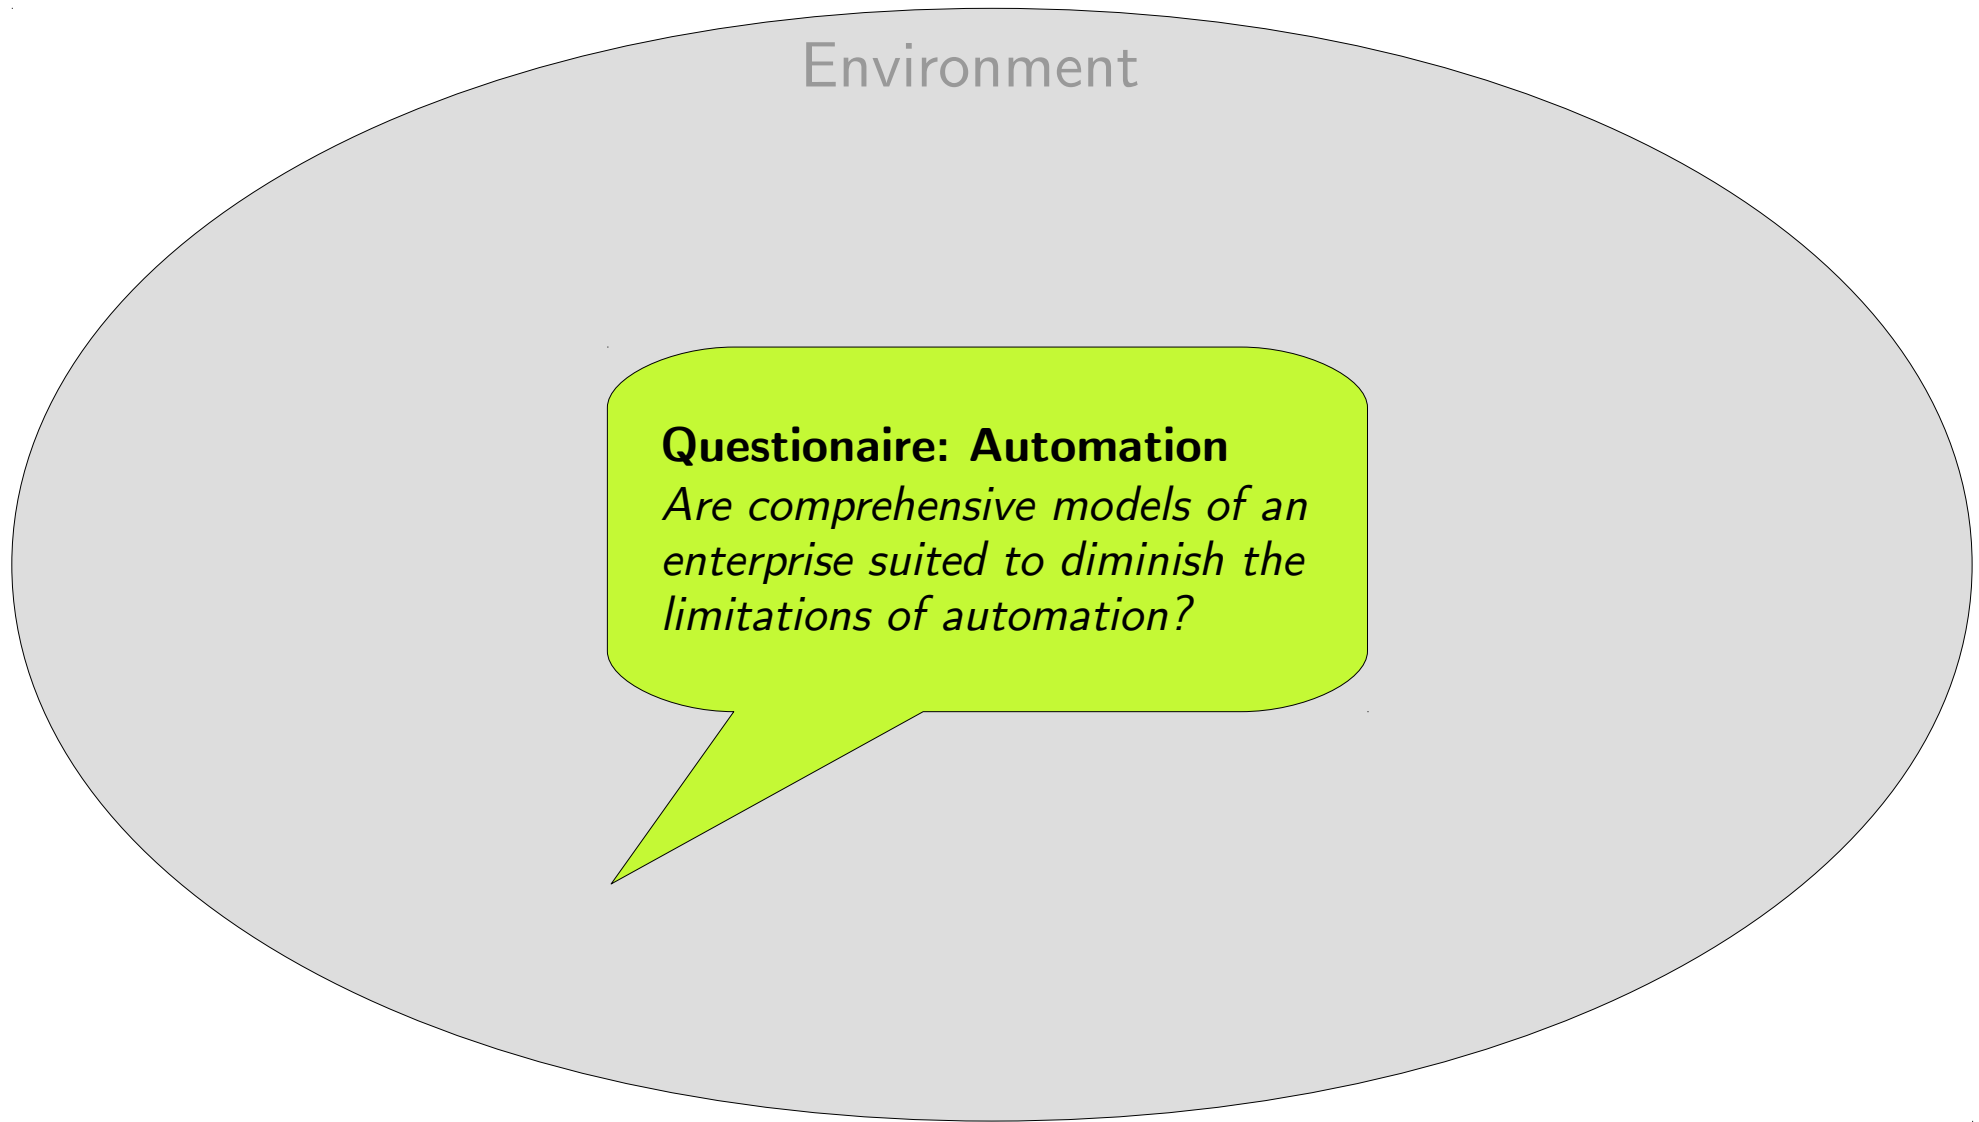 Environment
Questionaire: Automation
Are comprehensive models of an
enterprise suited to diminish the
limitations of automation?